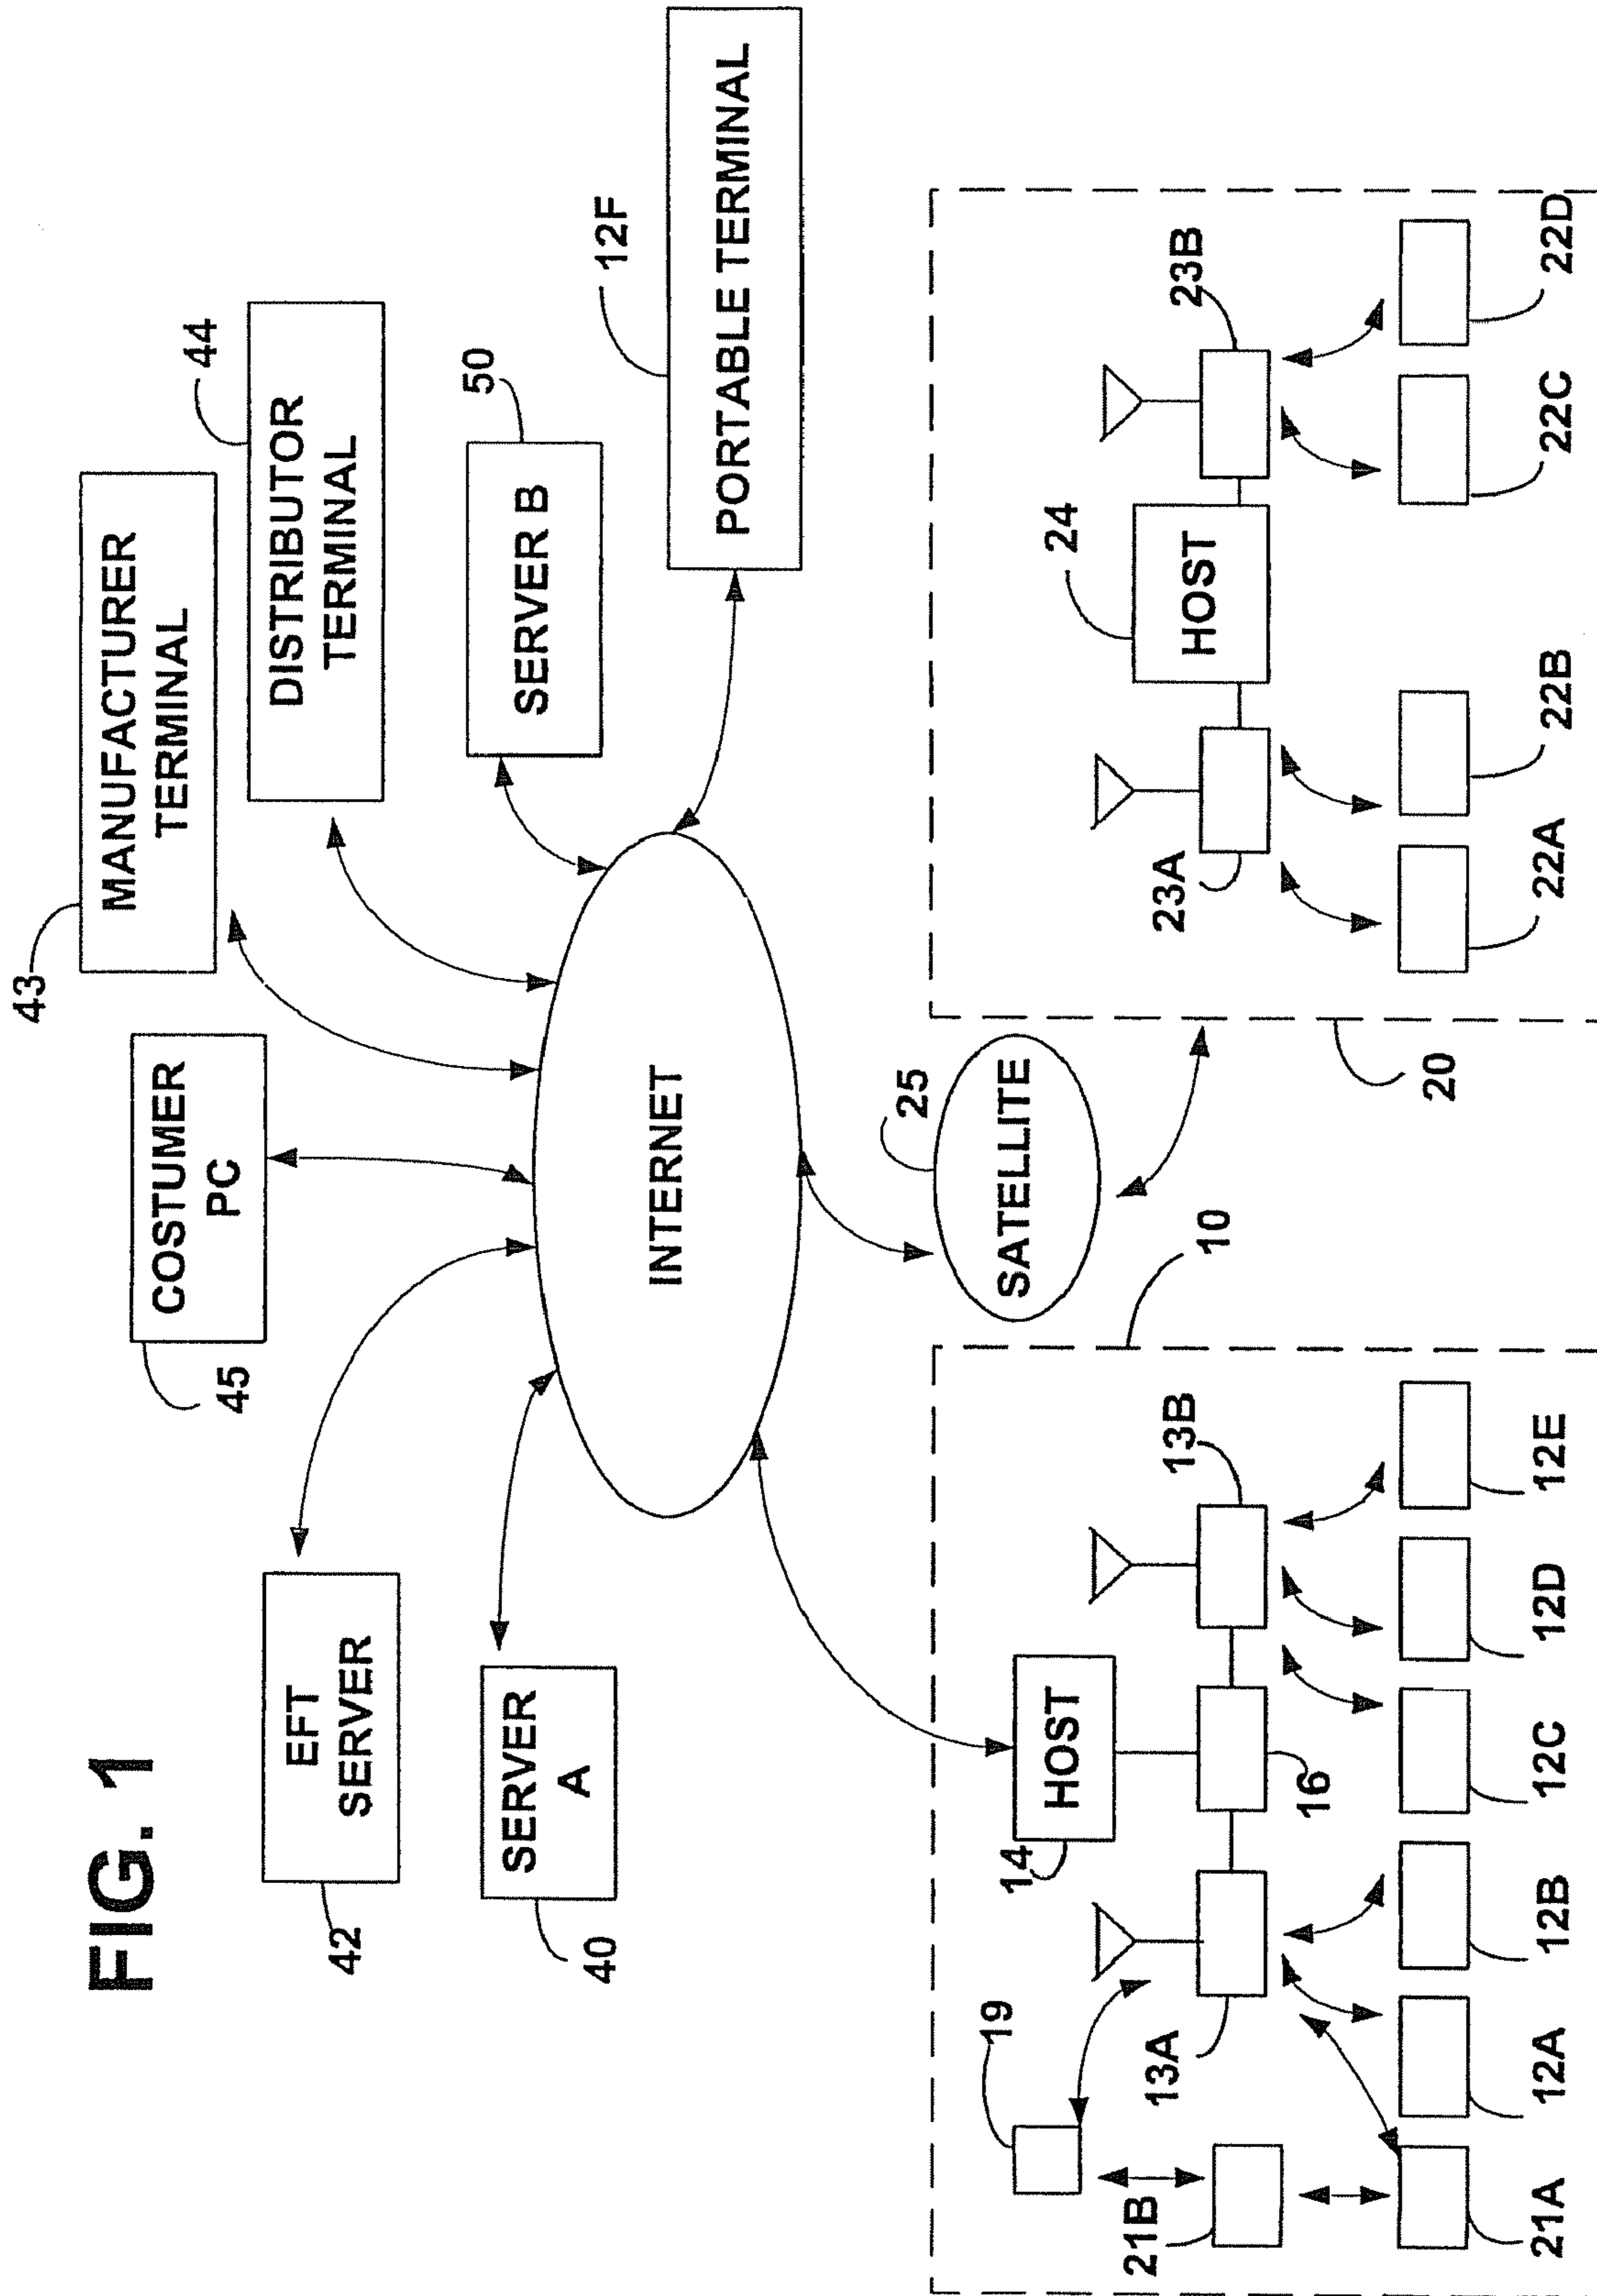 FIG. 1
43
MANUFACTURER
TERMINAL
44
DISTRIBUTOR
TERMINAL
COSTUMER
PC
45
EFT
SERVER
42
50
SERVER B
SERVER
A
40
12F
PORTABLE TERMINAL
INTERNET
25
SATELLITE
10
20
19
14
HOST
13A
13B
16
21B
21A
12A
12B
12C
12D
12E
24
HOST
23A
23B
22A
22B
22C
22D